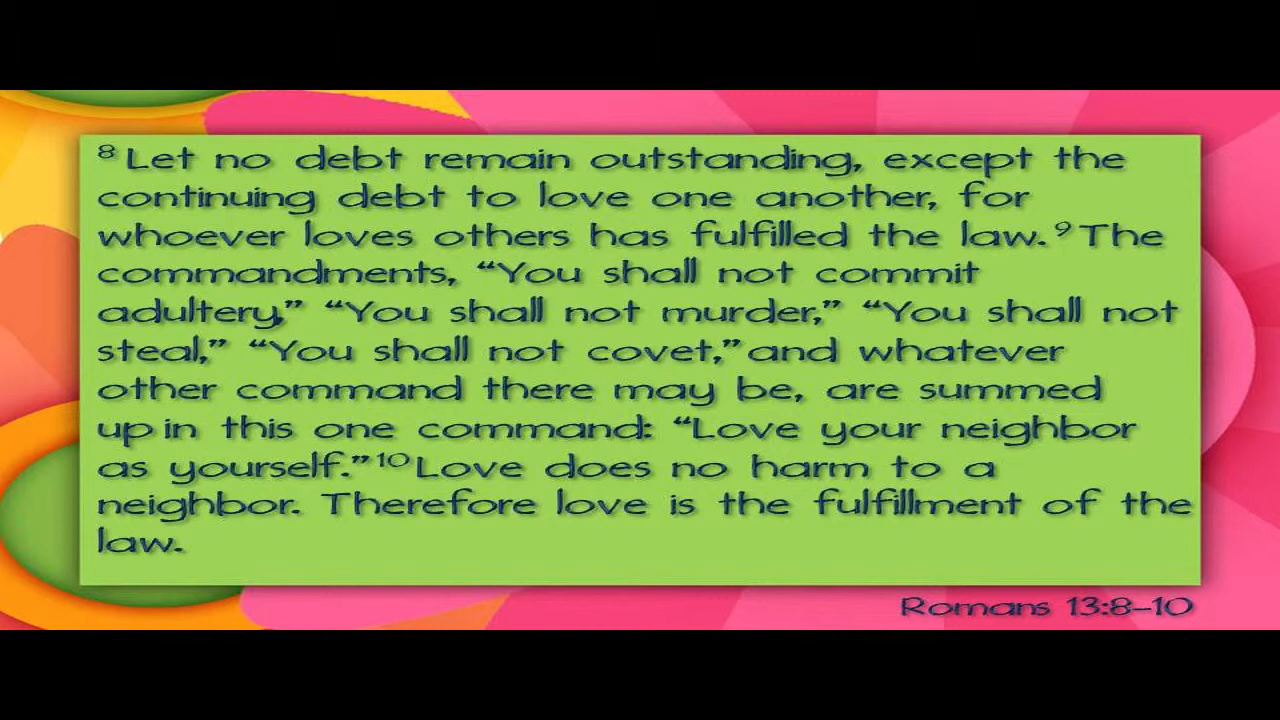 ⁸ Let no debt remain outstanding, except the
continuing debt to love one another, for
whoever loves others has fulfilled the law. ⁹ The
commandments, “You shall not commit
adultery,” “You shall not murder,” “You shall not
steal,” “You shall not covet,” and whatever
other command there may be, are summed
up in this one command: “Love your neighbor
as yourself.” ¹⁰ Love does no harm to a
neighbor. Therefore love is the fulfillment of the
law.
Romans 13:8-10